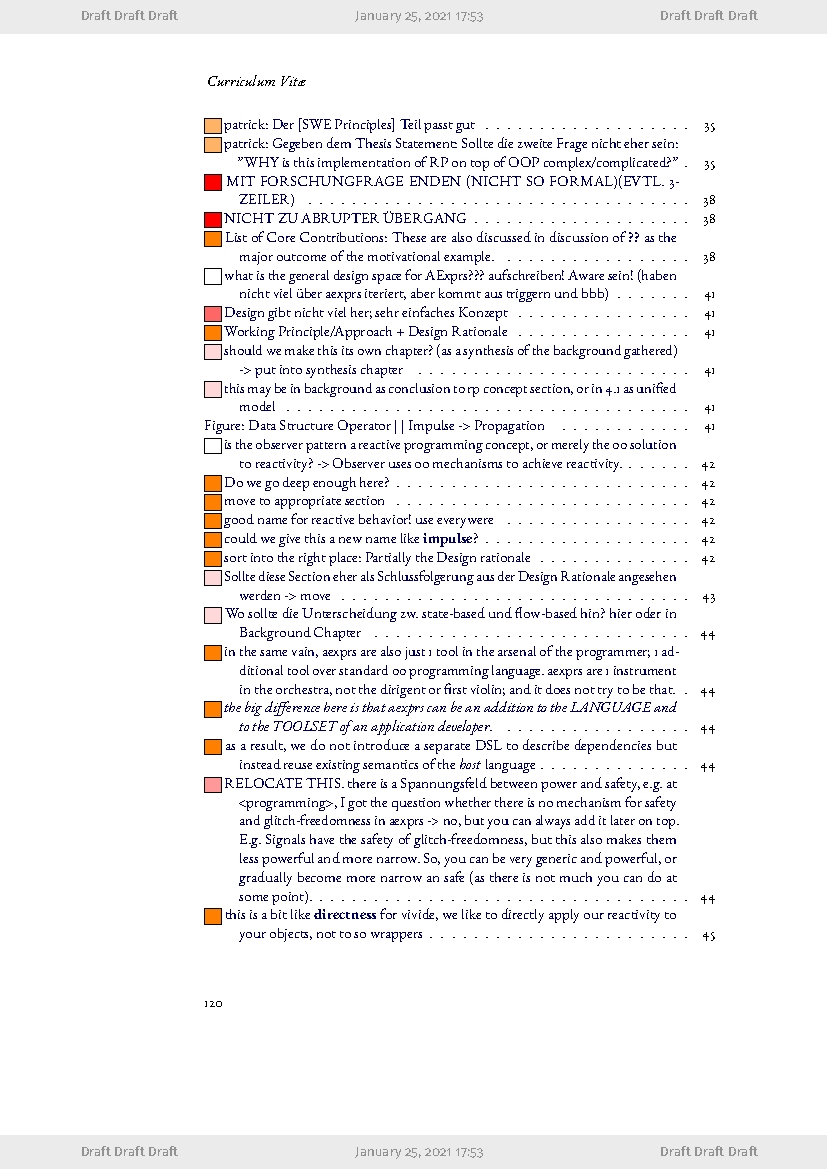 Draft Draft Draft January 25, 2021 17:53 Draft Draft Draft
Curriculum Vitæ
patrick: Der [SWE Principles] Teil passt gut . . . . . . . . . . . . . . . . . . . 35
patrick: Gegeben dem Thesis Statement: Sollte die zweite Frage nicht eher sein:
"WHY is this implementation of RP on top of OOP complex/complicated?" . 35
MIT FORSCHUNGFRAGE ENDEN (NICHT SO FORMAL)(EVTL. 3-
ZEILER) . . . . . . . . . . . . . . . . . . . . . . . . . . . . . . . . . . . 38
NICHT ZU ABRUPTER ÜBERGANG . . . . . . . . . . . . . . . . . . . . 38
List of Core Contributions: These are also discussed in discussion of ?? as the
major outcome of the motivational example. . . . . . . . . . . . . . . . . . 38
what is the general design space for AExprs??? aufschreiben! Aware sein! (haben
nicht viel über aexprs iteriert, aber kommt aus triggern und bbb) . . . . . . . 41
Design gibt nicht viel her; sehr einfaches Konzept . . . . . . . . . . . . . . . . 41
Working Principle/Approach + Design Rationale . . . . . . . . . . . . . . . . 41
should we make this its own chapter? (as a synthesis of the background gathered)
-> put into synthesis chapter . . . . . . . . . . . . . . . . . . . . . . . . . 41
this may be in background as conclusion to rp concept section, or in 4.1 as unified
model . . . . . . . . . . . . . . . . . . . . . . . . . . . . . . . . . . . . . 41
Figure: Data Structure Operator || Impulse -> Propagation . . . . . . . . . . . . 41
is the observer pattern a reactive programming concept, or merely the oo solution
to reactivity? -> Observer uses oo mechanisms to achieve reactivity. . . . . . . 42
Do we go deep enough here? . . . . . . . . . . . . . . . . . . . . . . . . . . . 42
move to appropriate section . . . . . . . . . . . . . . . . . . . . . . . . . . . 42
good name for reactive behavior! use everywere . . . . . . . . . . . . . . . . . 42
could we give this a new name like impulse? . . . . . . . . . . . . . . . . . . . 42
sort into the right place: Partially the Design rationale . . . . . . . . . . . . . . 42
Sollte diese Section eher als Schlussfolgerung aus der Design Rationale angesehen
werden -> move . . . . . . . . . . . . . . . . . . . . . . . . . . . . . . . . 43
Wo sollte die Unterscheidung zw. state-based und flow-based hin? hier oder in
Background Chapter . . . . . . . . . . . . . . . . . . . . . . . . . . . . . 44
in the same vain, aexprs are also just 1 tool in the arsenal of the programmer; 1 ad-
ditional tool over standard oo programming language. aexprs are 1 instrument
in the orchestra, not the dirigent or first violin; and it does not try to be that. . 44
the big difference here is that aexprs can be an addition to the LANGUAGE and
to the TOOLSET of an application developer. . . . . . . . . . . . . . . . . . 44
as a result, we do not introduce a separate DSL to describe dependencies but
instead reuse existing semantics of the host language . . . . . . . . . . . . . . 44
RELOCATE THIS. there is a Spannungsfeld between power and safety, e.g. at
<programming>, I got the question whether there is no mechanism for safety
and glitch-freedomness in aexprs -> no, but you can always add it later on top.
E.g. Signals have the safety of glitch-freedomness, but this also makes them
less powerful and more narrow. So, you can be very generic and powerful, or
gradually become more narrow an safe (as there is not much you can do at
some point). . . . . . . . . . . . . . . . . . . . . . . . . . . . . . . . . . . 44
this is a bit like directness for vivide, we like to directly apply our reactivity to
your objects, not to so wrappers . . . . . . . . . . . . . . . . . . . . . . . . 45
120
Draft Draft Draft January 25, 2021 17:53 Draft Draft Draft